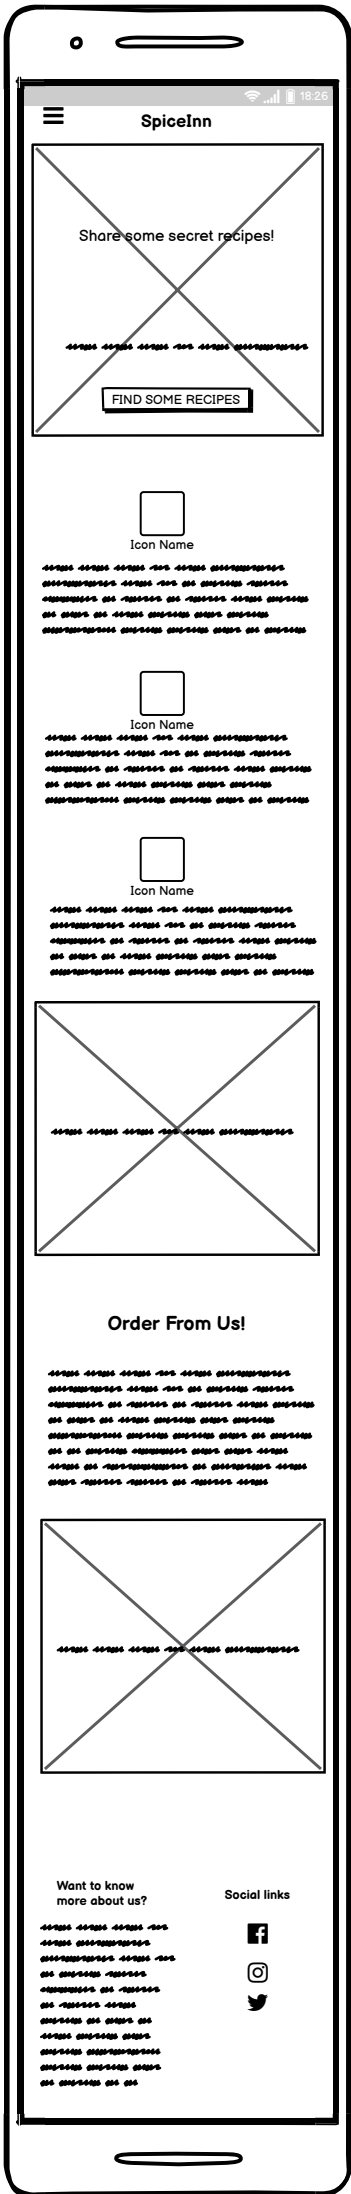 18:26
SpiceInn
Share some secret recipes!
FIND SOME RECIPES
Icon Name
Icon Name
Icon Name
Order From Us!
Want to know
more about us?
Social links